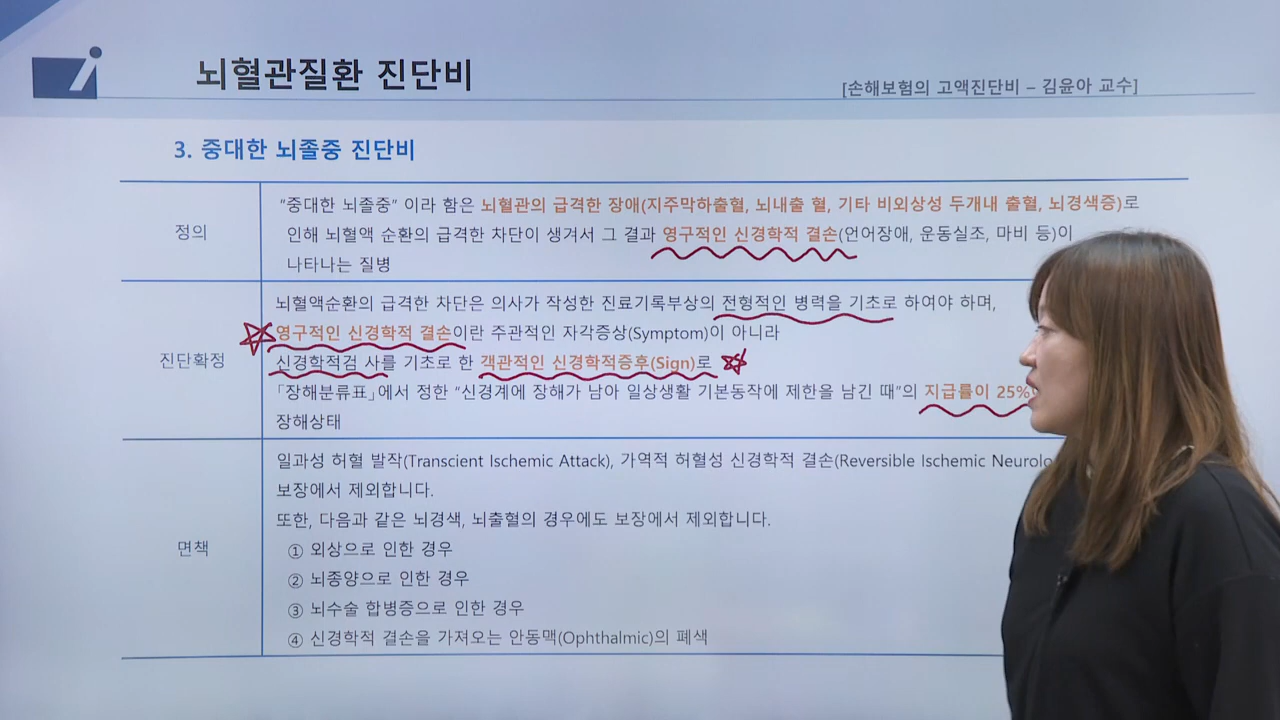 뇌혈관질환 진단비
[손해보험의 고액진단비 – 김윤아 교수]
3. 중대한 뇌졸중 진단비
정의
“중대한 뇌졸중” 이라 함은 뇌혈관의 급격한 장애(지주막하출혈, 뇌내출 혈, 기타 비외상성 두개내 출혈, 뇌경색증)로
인해 뇌혈액 순환의 급격한 차단이 생겨서 그 결과 영구적인 신경학적 결손(언어장애, 운동실조, 마비 등)이
나타나는 질병
진단확정
뇌혈액순환의 급격한 차단은 의사가 작성한 진료기록부상의 전형적인 병력을 기초로 하여야 하며,
영구적인 신경학적 결손이란 주관적인 자각증상(Symptom)이 아니라
신경학적검 사를 기초로 한 객관적인 신경학적증후(Sign)로
「장해분류표」에서 정한 “신경계에 장해가 남아 일상생활 기본동작에 제한을 남긴 때”의 지급률이 25%
장해상태
면책
일과성 허혈 발작(Transient Ischemic Attack), 가역적 허혈성 신경학적 결손(Reversible Ischemic Neurolo
보장에서 제외합니다.
또한, 다음과 같은 뇌경색, 뇌출혈의 경우에도 보장에서 제외합니다.
① 외상으로 인한 경우
② 뇌종양으로 인한 경우
③ 뇌수술 합병증으로 인한 경우
④ 신경학적 결손을 가져오는 안동맥(Ophthalmic)의 폐색